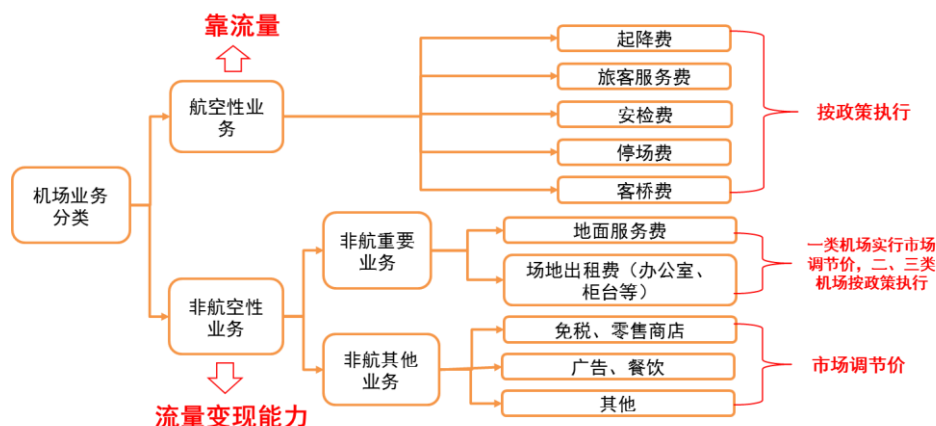 靠流量
航空性业
务
起降费
旅客服务费
安检费
停场费
客桥费
按政策执行
机场业务
分类
非航空性
业务
流量变现能力
非航重要
业务
地面服务费
场地出租费（办公室、
柜台等）
一类机场实行市场
调节价，二、三类
机场按政策执行
非航其他
业务
免税、零售商店
广告、餐饮
其他
市场调节价